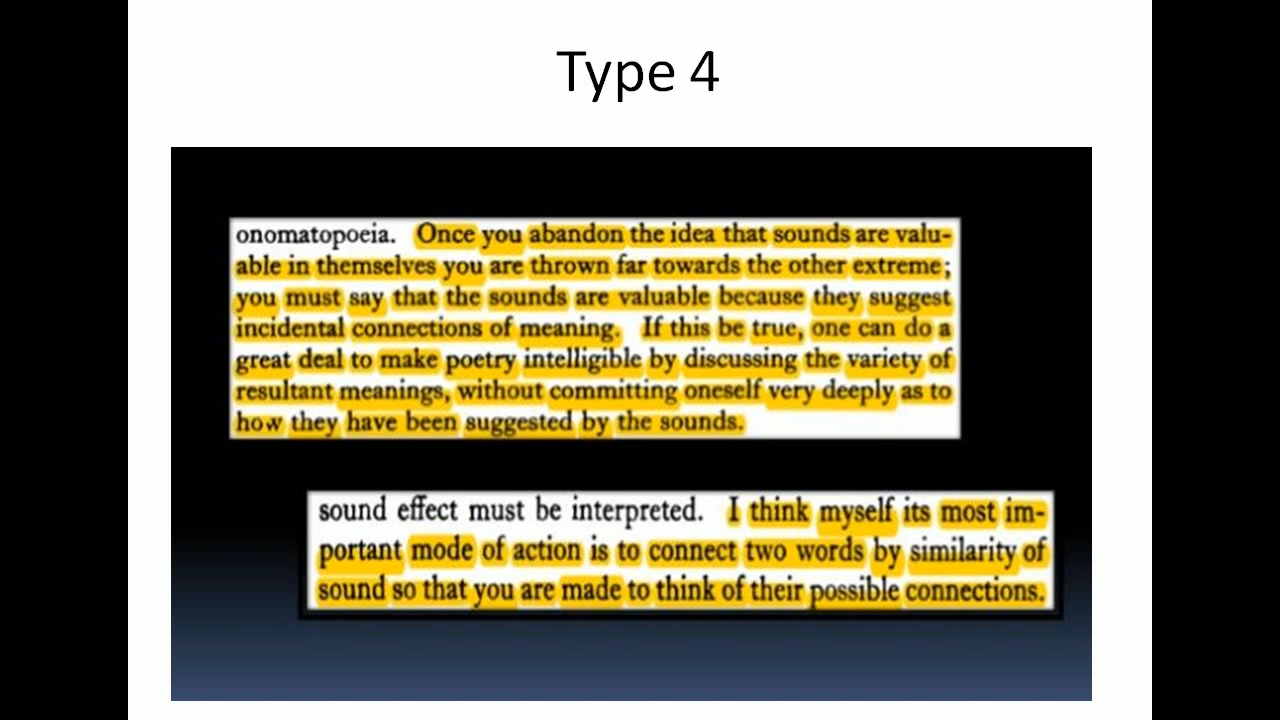 Type 4
onomatopoeia. Once you abandon the idea that sounds are valu-
able in themselves you are thrown far towards the other extreme;
you must say that the sounds are valuable because they suggest
incidental connections of meaning. If this be true, one can do a
great deal to make poetry intelligible by discussing the variety of
resultant meanings, without committing oneself very deeply as to
how they have been suggested by the sounds.
sound effect must be interpreted. I think myself its most im-
portant mode of action is to connect two words by similarity of
sound so that you are made to think of their possible connections.